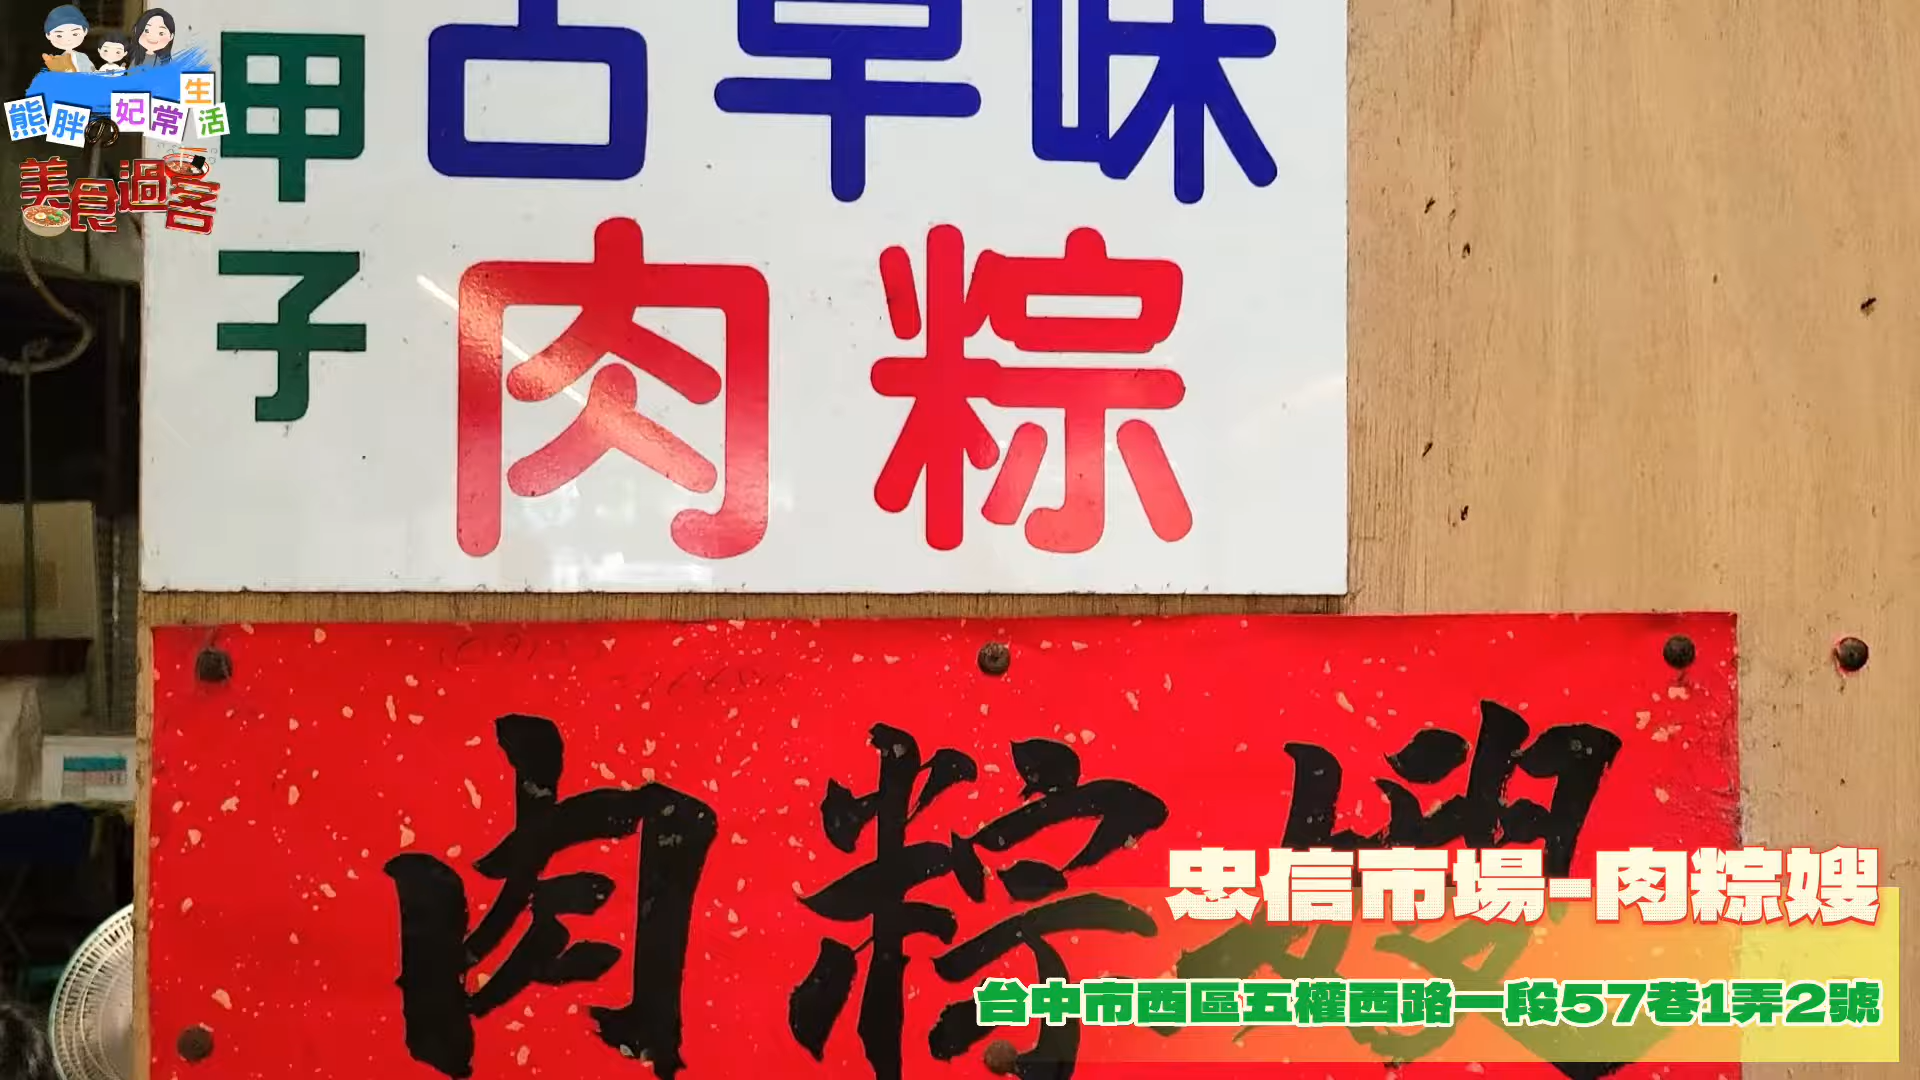 熊胖の妃常生活
美食過客
甲子
古早味
肉粽
肉粽嫂
忠信市場-肉粽嫂
台中市西區五權西路一段57巷1弄2號